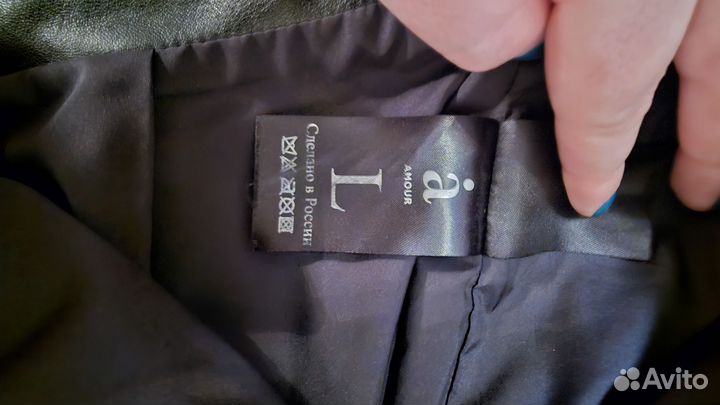 å
AMOUR
L
Сделано в России
Avito